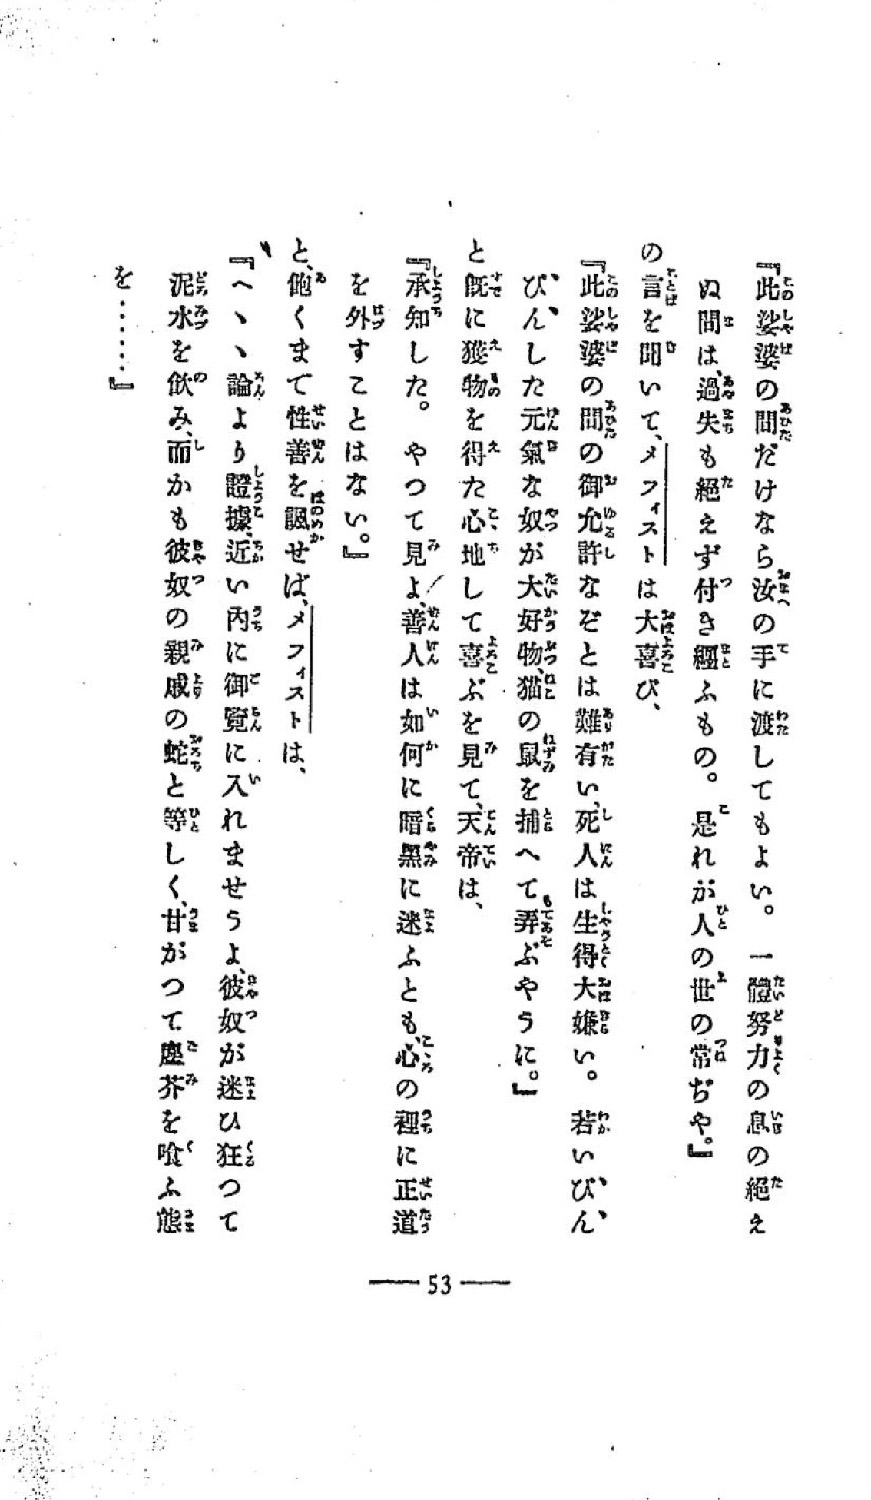 『此娑婆の間だけなら汝の手に渡してもよい。一體努力の息の絕え
ぬ間は、過失も絕えず付き纒ふもの。是れが人の世の常ぢや。』
の言を聞いて、メフィストは大喜び、
『此娑婆の間の御允許なぞとは難有い、死人は生得大嫌い。若いぴん、
ぴ、んした元氣な奴が大好物、猫の鼠を捕へて弄ぶやうに。』
と既に獲物を得た心地して喜ぶを見て、天帝は、
『承知した。やつて見よ、善人は如何に暗黑に迷ふとも、心の裡に正道
を外すことはない。』
と、飽くまで性善を諷せば、メフィストは、
『へヽヽ論より證據、近い內に御覽に入れませうよ、彼奴が迷ひ狂つて
泥水を飮み、而かも彼奴の親戚の蛇と等しく、甘がつて塵芥を喰ふ態
を……』
53